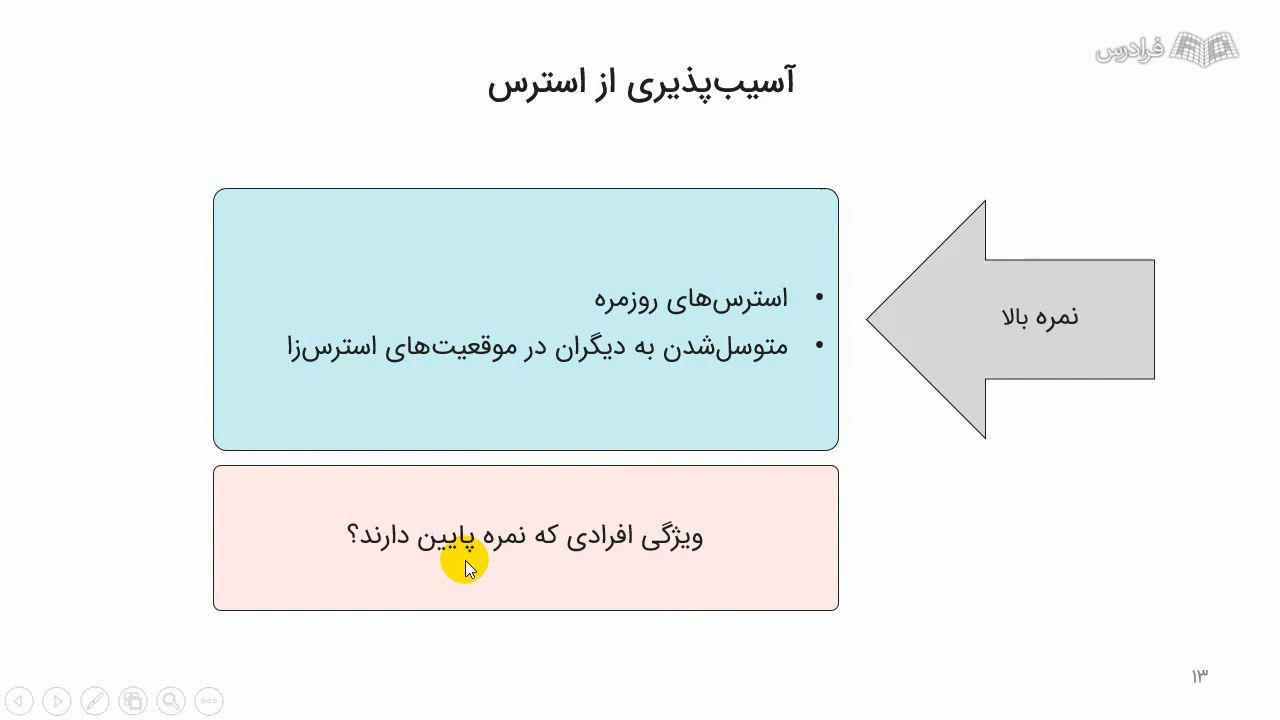 فرادرس
آسیب‌پذیری از استرس
نمره بالا
• استرس‌های روزمره
• متوسل‌شدن به دیگران در موقعیت‌های استرس‌زا
ویژگی افرادی که نمره پایین دارند؟
۱۳